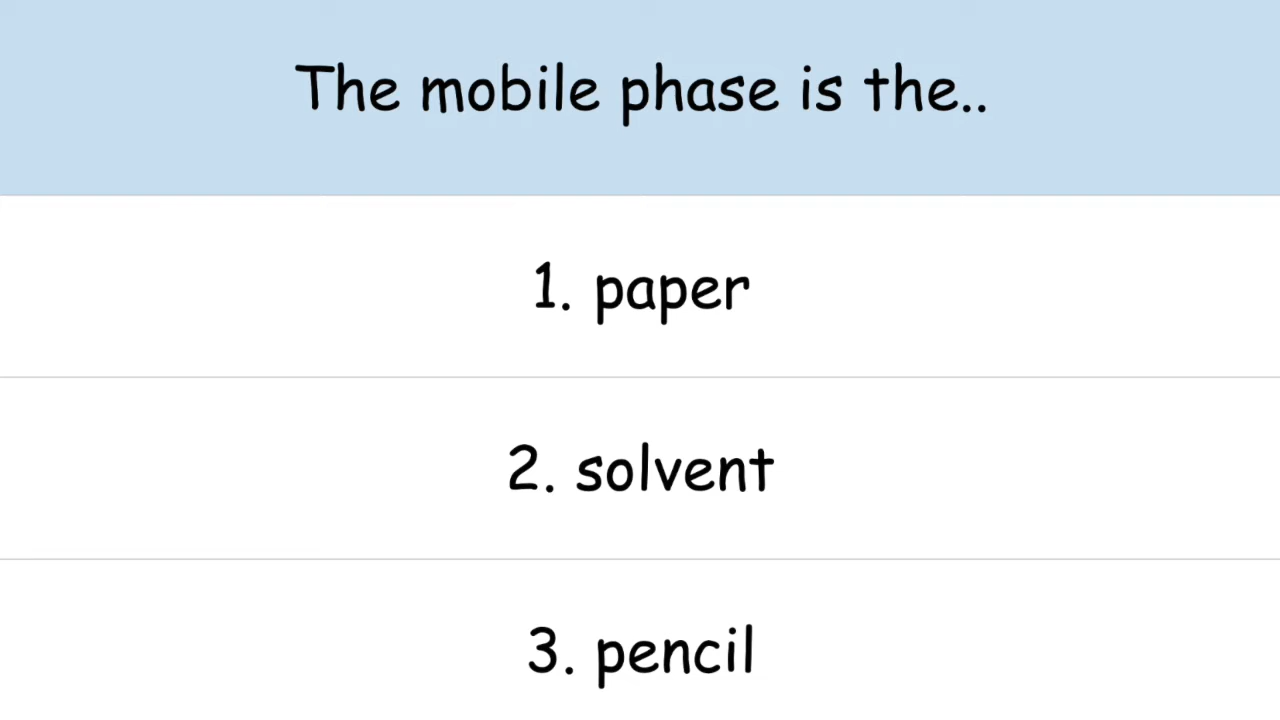 The mobile phase is the..
1. paper
2. solvent
3. pencil